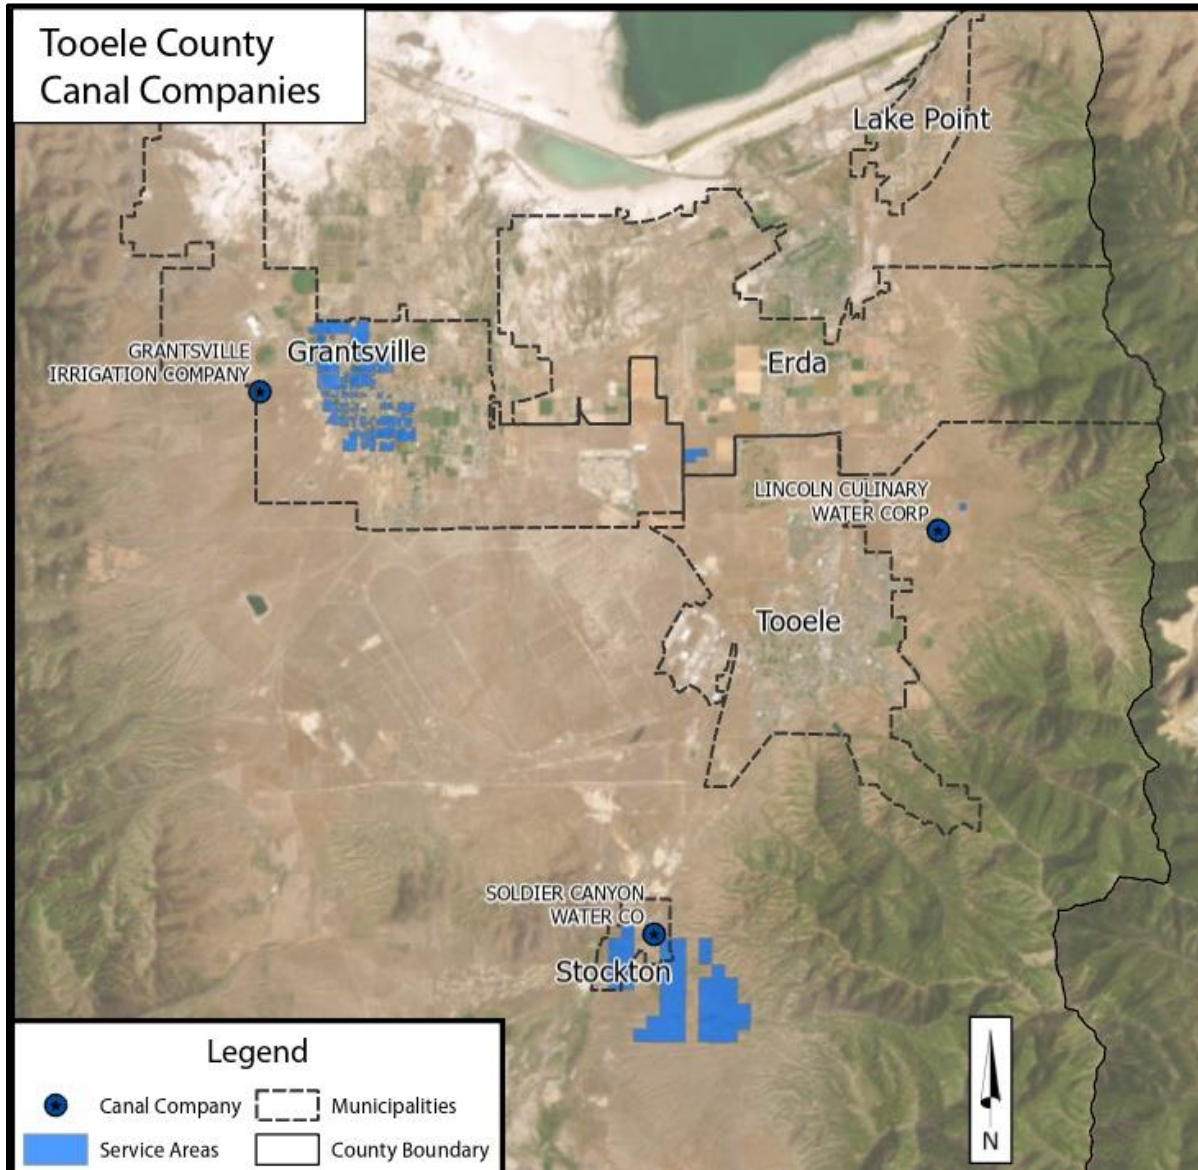 Tooele County
Canal Companies
Lake Point
GRANTSVILLE
IRRIGATION COMPANY
Grantsville
Erda
LINCOLN CULINARY
WATER CORP
Tooele
SOLDIER CANYON
WATER CO
Stockton
Legend
Canal Company
Municipalities
Service Areas
County Boundary
N